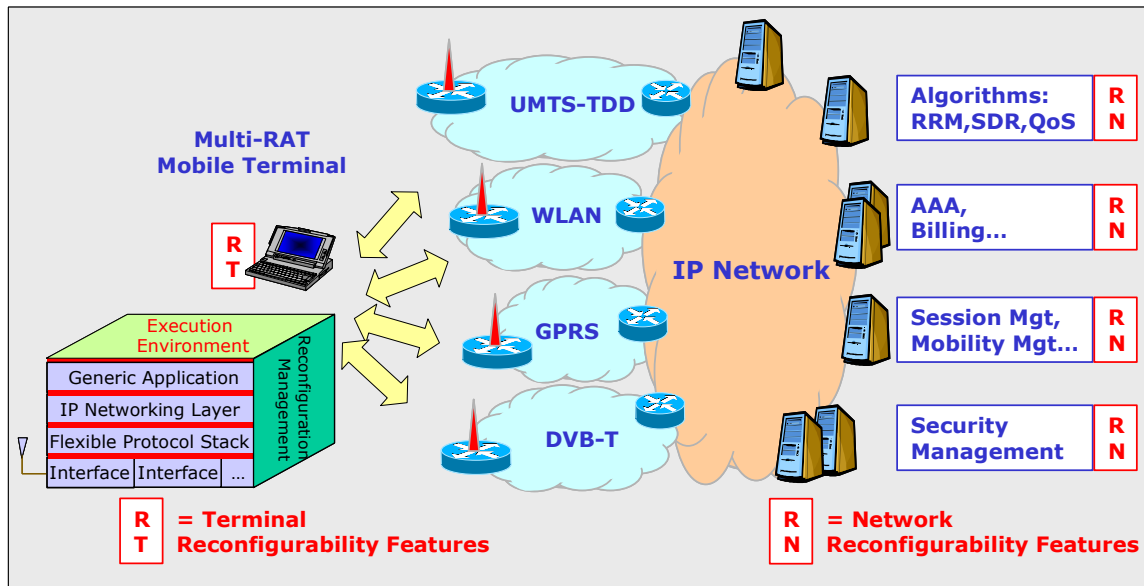 UMTS-TDD
Algorithms:
RRM,SDR,QoS
R
N
Multi-RAT
Mobile Terminal
WLAN
AAA,
Billing...
R
N
R
T
IP Network
GPRS
Session Mgt,
Mobility Mgt...
R
N
Execution
Environment
Reconfiguration
Management
Generic Application
IP Networking Layer
Flexible Protocol Stack
Interface Interface ...
DVB-T
Security
Management
R
N
R
T
= Terminal
Reconfigurability Features
R
N
= Network
Reconfigurability Features